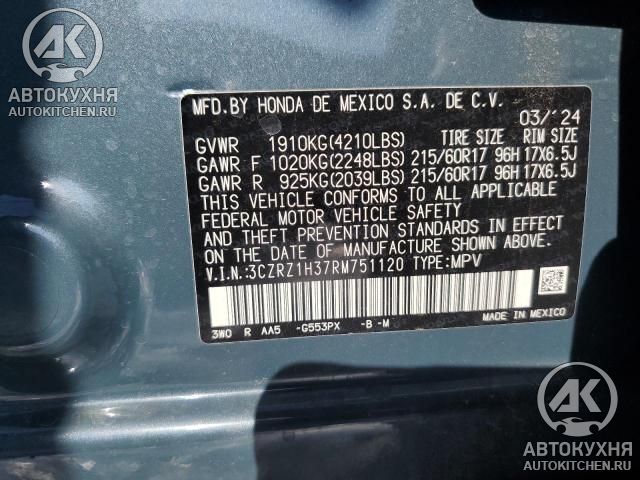 AK
АВТОКУХНЯ
AUTOKITCHEN.RU
MFD.BY HONDA DE MEXICO S.A. DE C.V.
03/'24
GVWR 1910KG(4210LBS) TIRE SIZE RIM SIZE
GAWR F 1020KG(2248LBS) 215/60R17 96H 17X6.5J
GAWR R 925KG(2039LBS) 215/60R17 96H 17X6.5J
THIS VEHICLE CONFORMS TO ALL APPLICABLE
FEDERAL MOTOR VEHICLE SAFETY
AND THEFT PREVENTION STANDARDS IN EFFECT
ON THE DATE OF MANUFACTURE SHOWN ABOVE.
V.I.N.:3CZRZ1H37RM751120 TYPE:MPV
3WO R AA5 -G553PX -B -M MADE IN MEXICO
AK
АВТОКУХНЯ
AUTOKITCHEN.RU